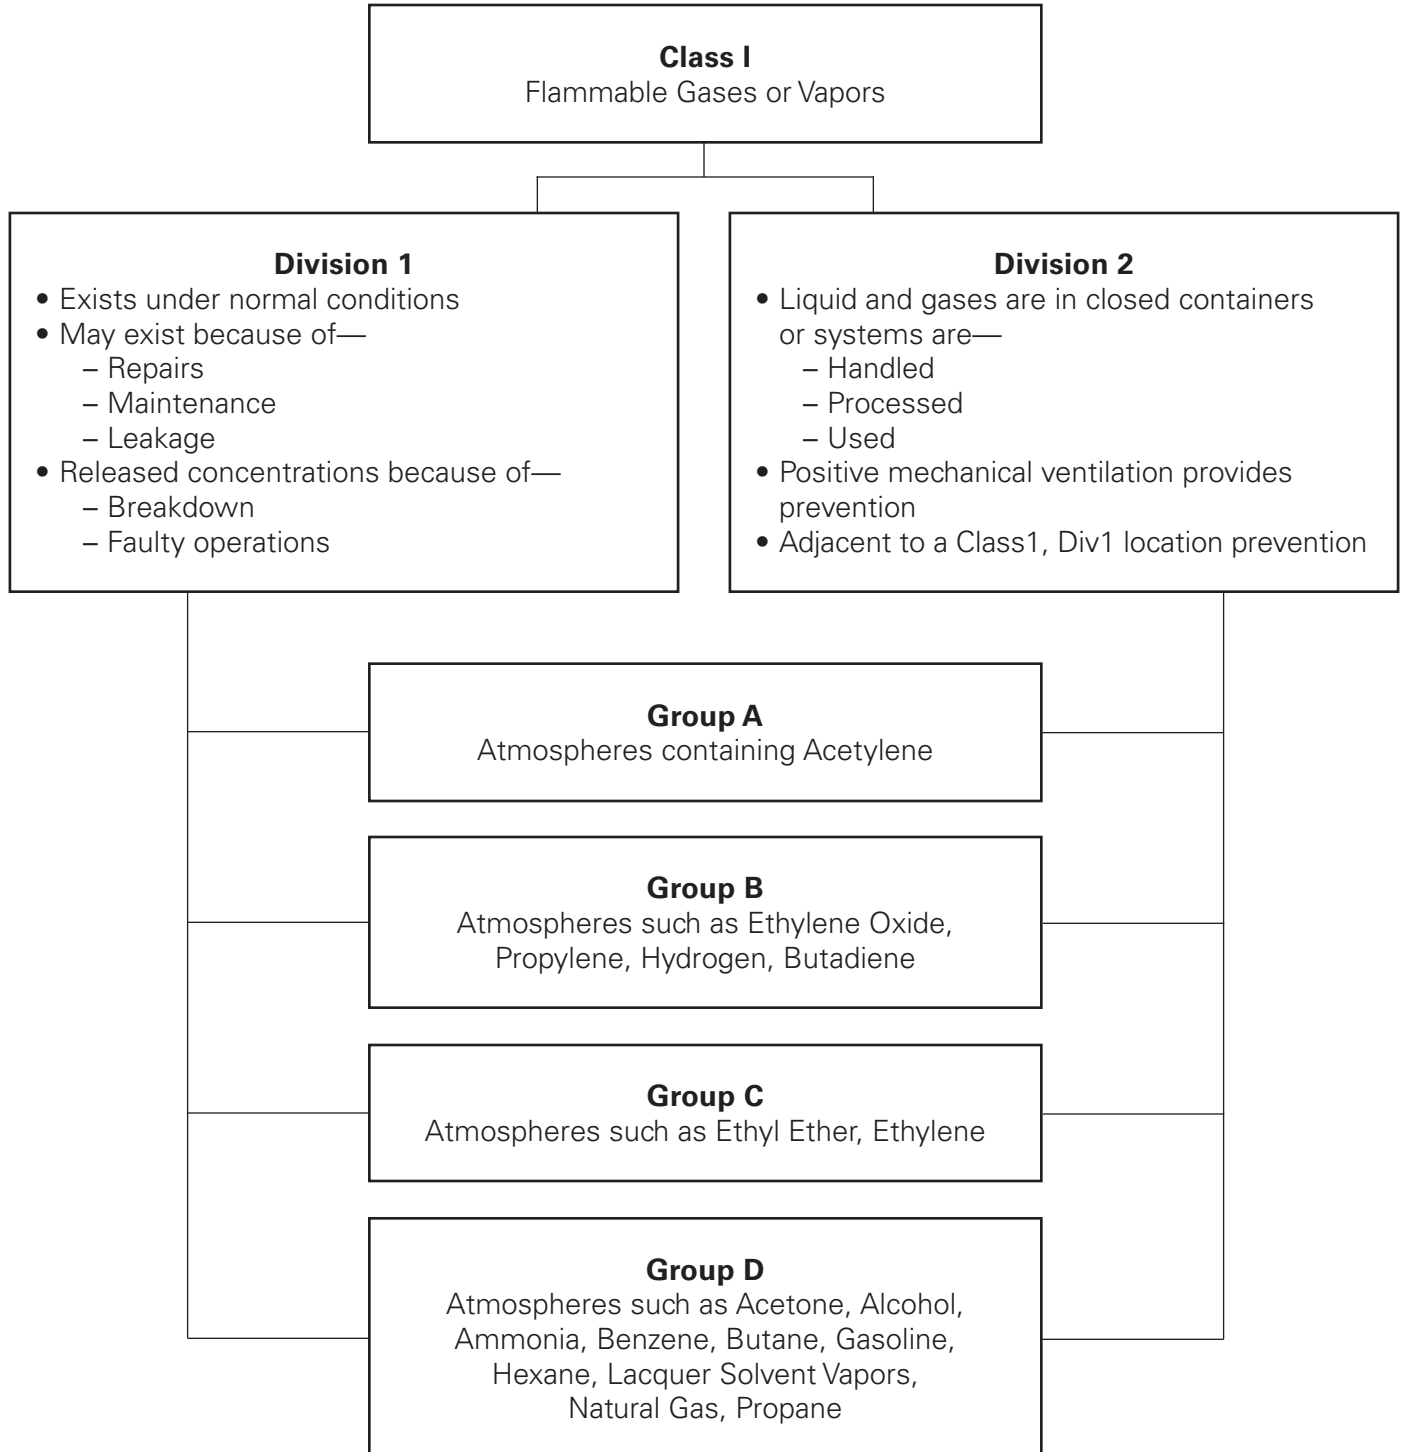 Class I
Flammable Gases or Vapors
Division 1
• Exists under normal conditions
• May exist because of—
– Repairs
– Maintenance
– Leakage
• Released concentrations because of—
– Breakdown
– Faulty operations
Division 2
• Liquid and gases are in closed containers
or systems are—
– Handled
– Processed
– Used
• Positive mechanical ventilation provides
prevention
• Adjacent to a Class1, Div1 location prevention
Group A
Atmospheres containing Acetylene
Group B
Atmospheres such as Ethylene Oxide,
Propylene, Hydrogen, Butadiene
Group C
Atmospheres such as Ethyl Ether, Ethylene
Group D
Atmospheres such as Acetone, Alcohol,
Ammonia, Benzene, Butane, Gasoline,
Hexane, Lacquer Solvent Vapors,
Natural Gas, Propane